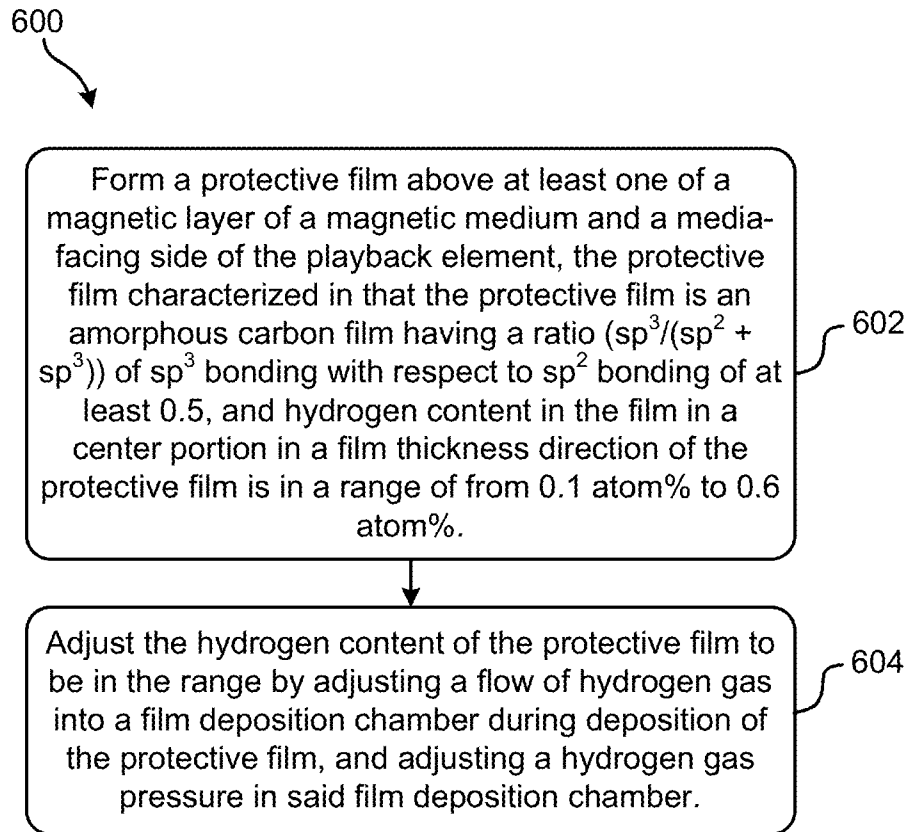 600
Form a protective film above at least one of a
magnetic layer of a magnetic medium and a media-
facing side of the playback element, the protective
film characterized in that the protective film is an
amorphous carbon film having a ratio (sp³/(sp² +
sp³)) of sp³ bonding with respect to sp² bonding of at
least 0.5, and hydrogen content in the film in a
center portion in a film thickness direction of the
protective film is in a range of from 0.1 atom% to 0.6
atom%.
602
Adjust the hydrogen content of the protective film to
be in the range by adjusting a flow of hydrogen gas
into a film deposition chamber during deposition of
the protective film, and adjusting a hydrogen gas
pressure in said film deposition chamber.
604